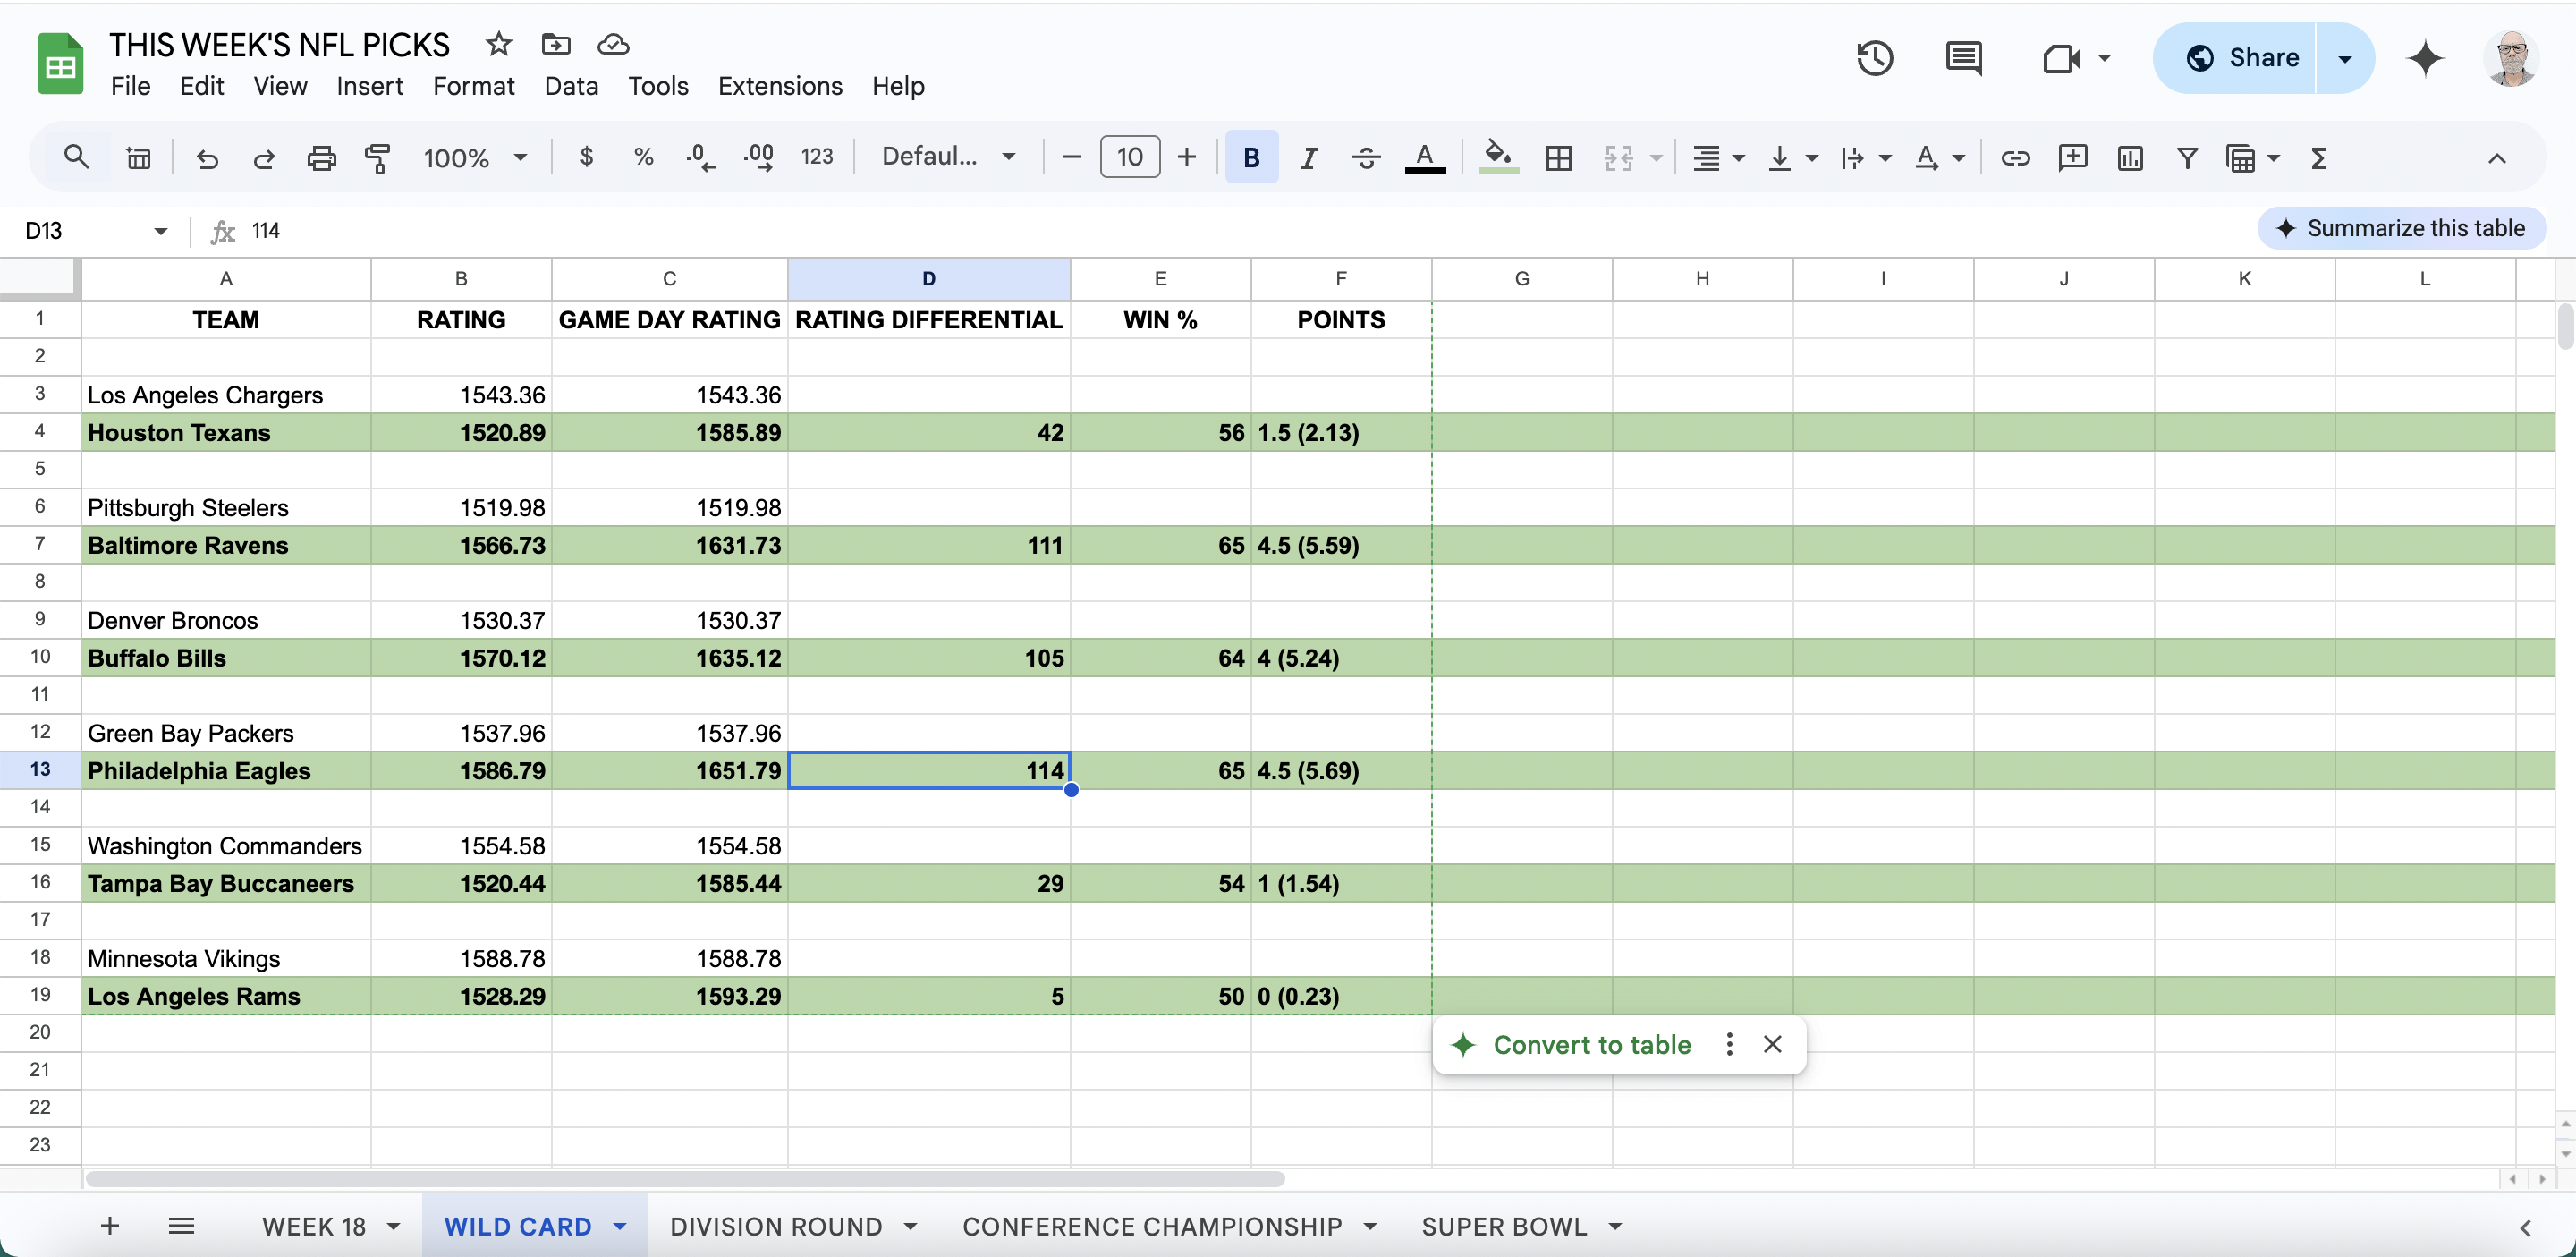 THIS WEEK'S NFL PICKS
File Edit View Insert Format Data Tools Extensions Help
Share
100% $ % .0 .00 123 Defaul... 10 B I A
D13 fx 114 Summarize this table
A B C D E F G H I J K L
1 TEAM RATING GAME DAY RATING RATING DIFFERENTIAL WIN % POINTS
2
3 Los Angeles Chargers 1543.36 1543.36
4 Houston Texans 1520.89 1585.89 42 56 1.5 (2.13)
5
6 Pittsburgh Steelers 1519.98 1519.98
7 Baltimore Ravens 1566.73 1631.73 111 65 4.5 (5.59)
8
9 Denver Broncos 1530.37 1530.37
10 Buffalo Bills 1570.12 1635.12 105 64 4 (5.24)
11
12 Green Bay Packers 1537.96 1537.96
13 Philadelphia Eagles 1586.79 1651.79 114 65 4.5 (5.69)
14
15 Washington Commanders 1554.58 1554.58
16 Tampa Bay Buccaneers 1520.44 1585.44 29 54 1 (1.54)
17
18 Minnesota Vikings 1588.78 1588.78
19 Los Angeles Rams 1528.29 1593.29 5 50 0 (0.23)
20
Convert to table
21
22
23
WEEK 18 WILD CARD DIVISION ROUND CONFERENCE CHAMPIONSHIP SUPER BOWL